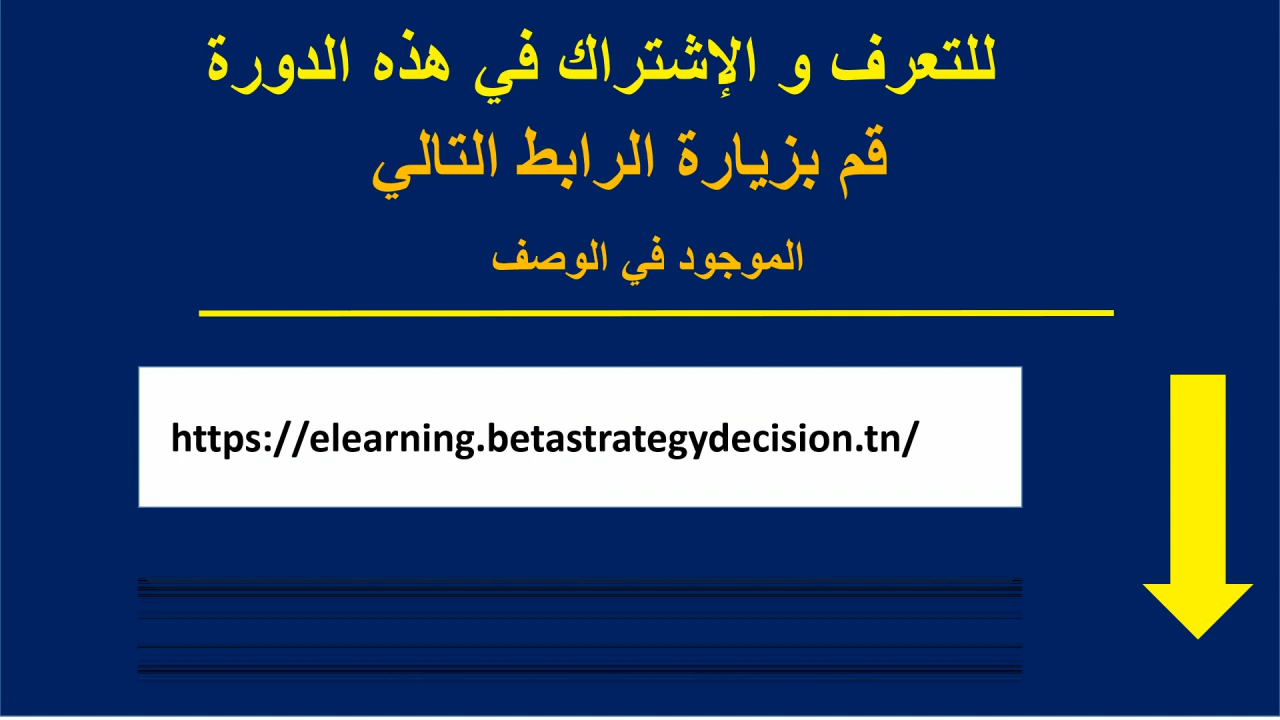 للتعرف و الإشتراك في هذه الدورة
قم بزيارة الرابط التالي
الموجود في الوصف
https://elearning.betastrategydecision.tn/